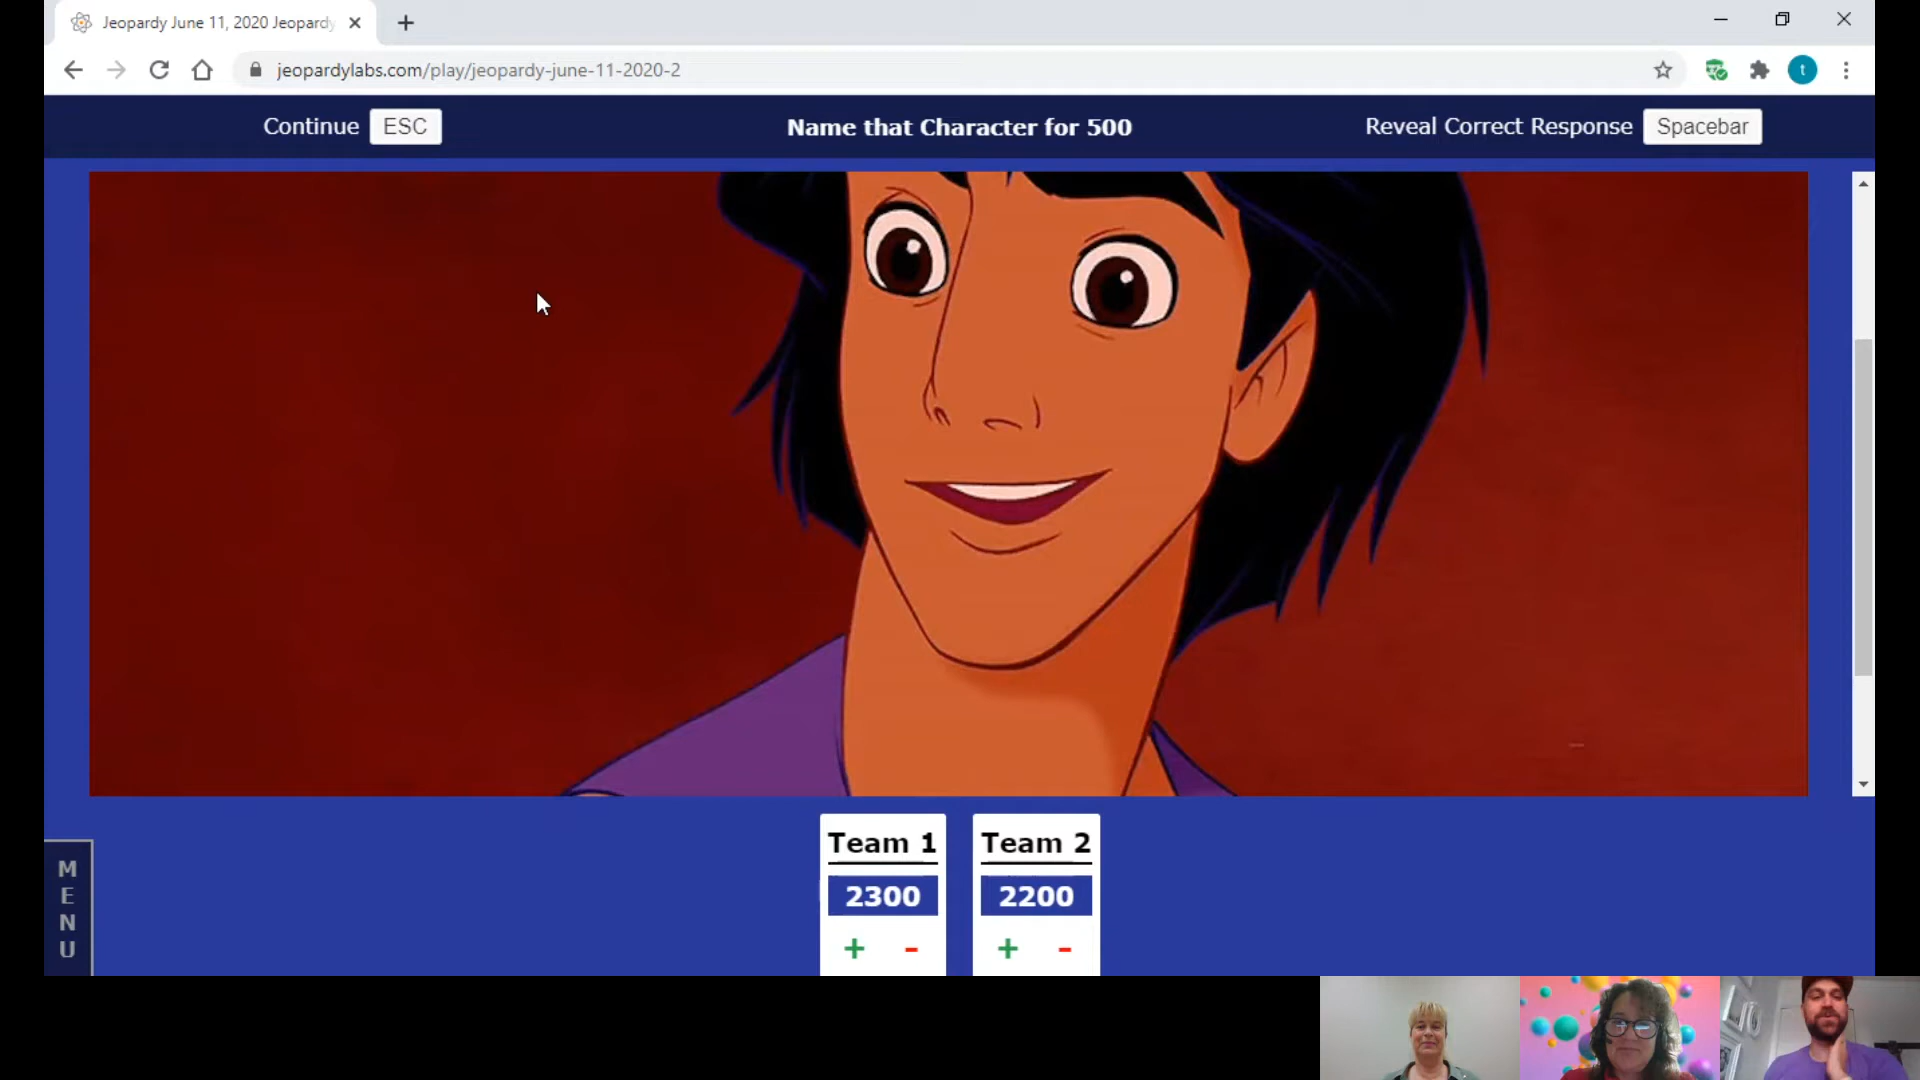 Jeopardy June 11, 2020 Jeopardy
jeopardylabs.com/play/jeopardy-june-11-2020-2
t
Continue ESC
Name that Character for 500
Reveal Correct Response Spacebar
Team 1
2300
+ -
Team 2
2200
+ -
MENU